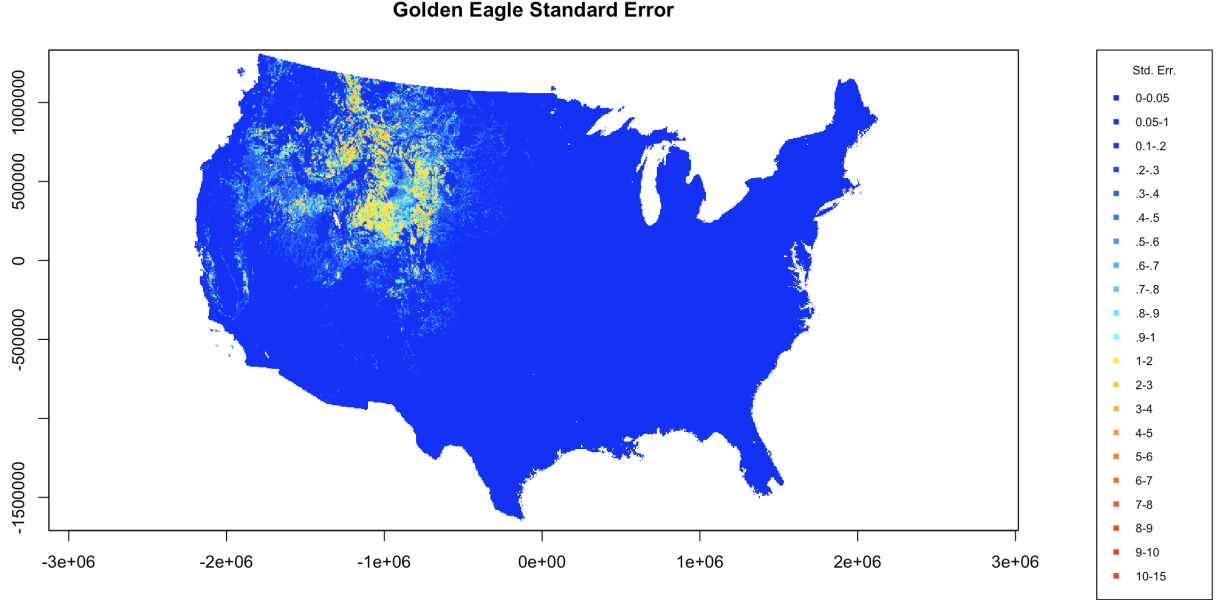 Golden Eagle Standard Error
1000000
500000
0
-500000
-1500000
-3e+06
-2e+06
-1e+06
0e+00
1e+06
2e+06
3e+06
Std. Err.
0-0.05
0.05-1
0.1-.2
.2-.3
.3-.4
.4-.5
.5-.6
.6-.7
.7-.8
.8-.9
.9-1
1-2
2-3
3-4
4-5
5-6
6-7
7-8
8-9
9-10
10-15